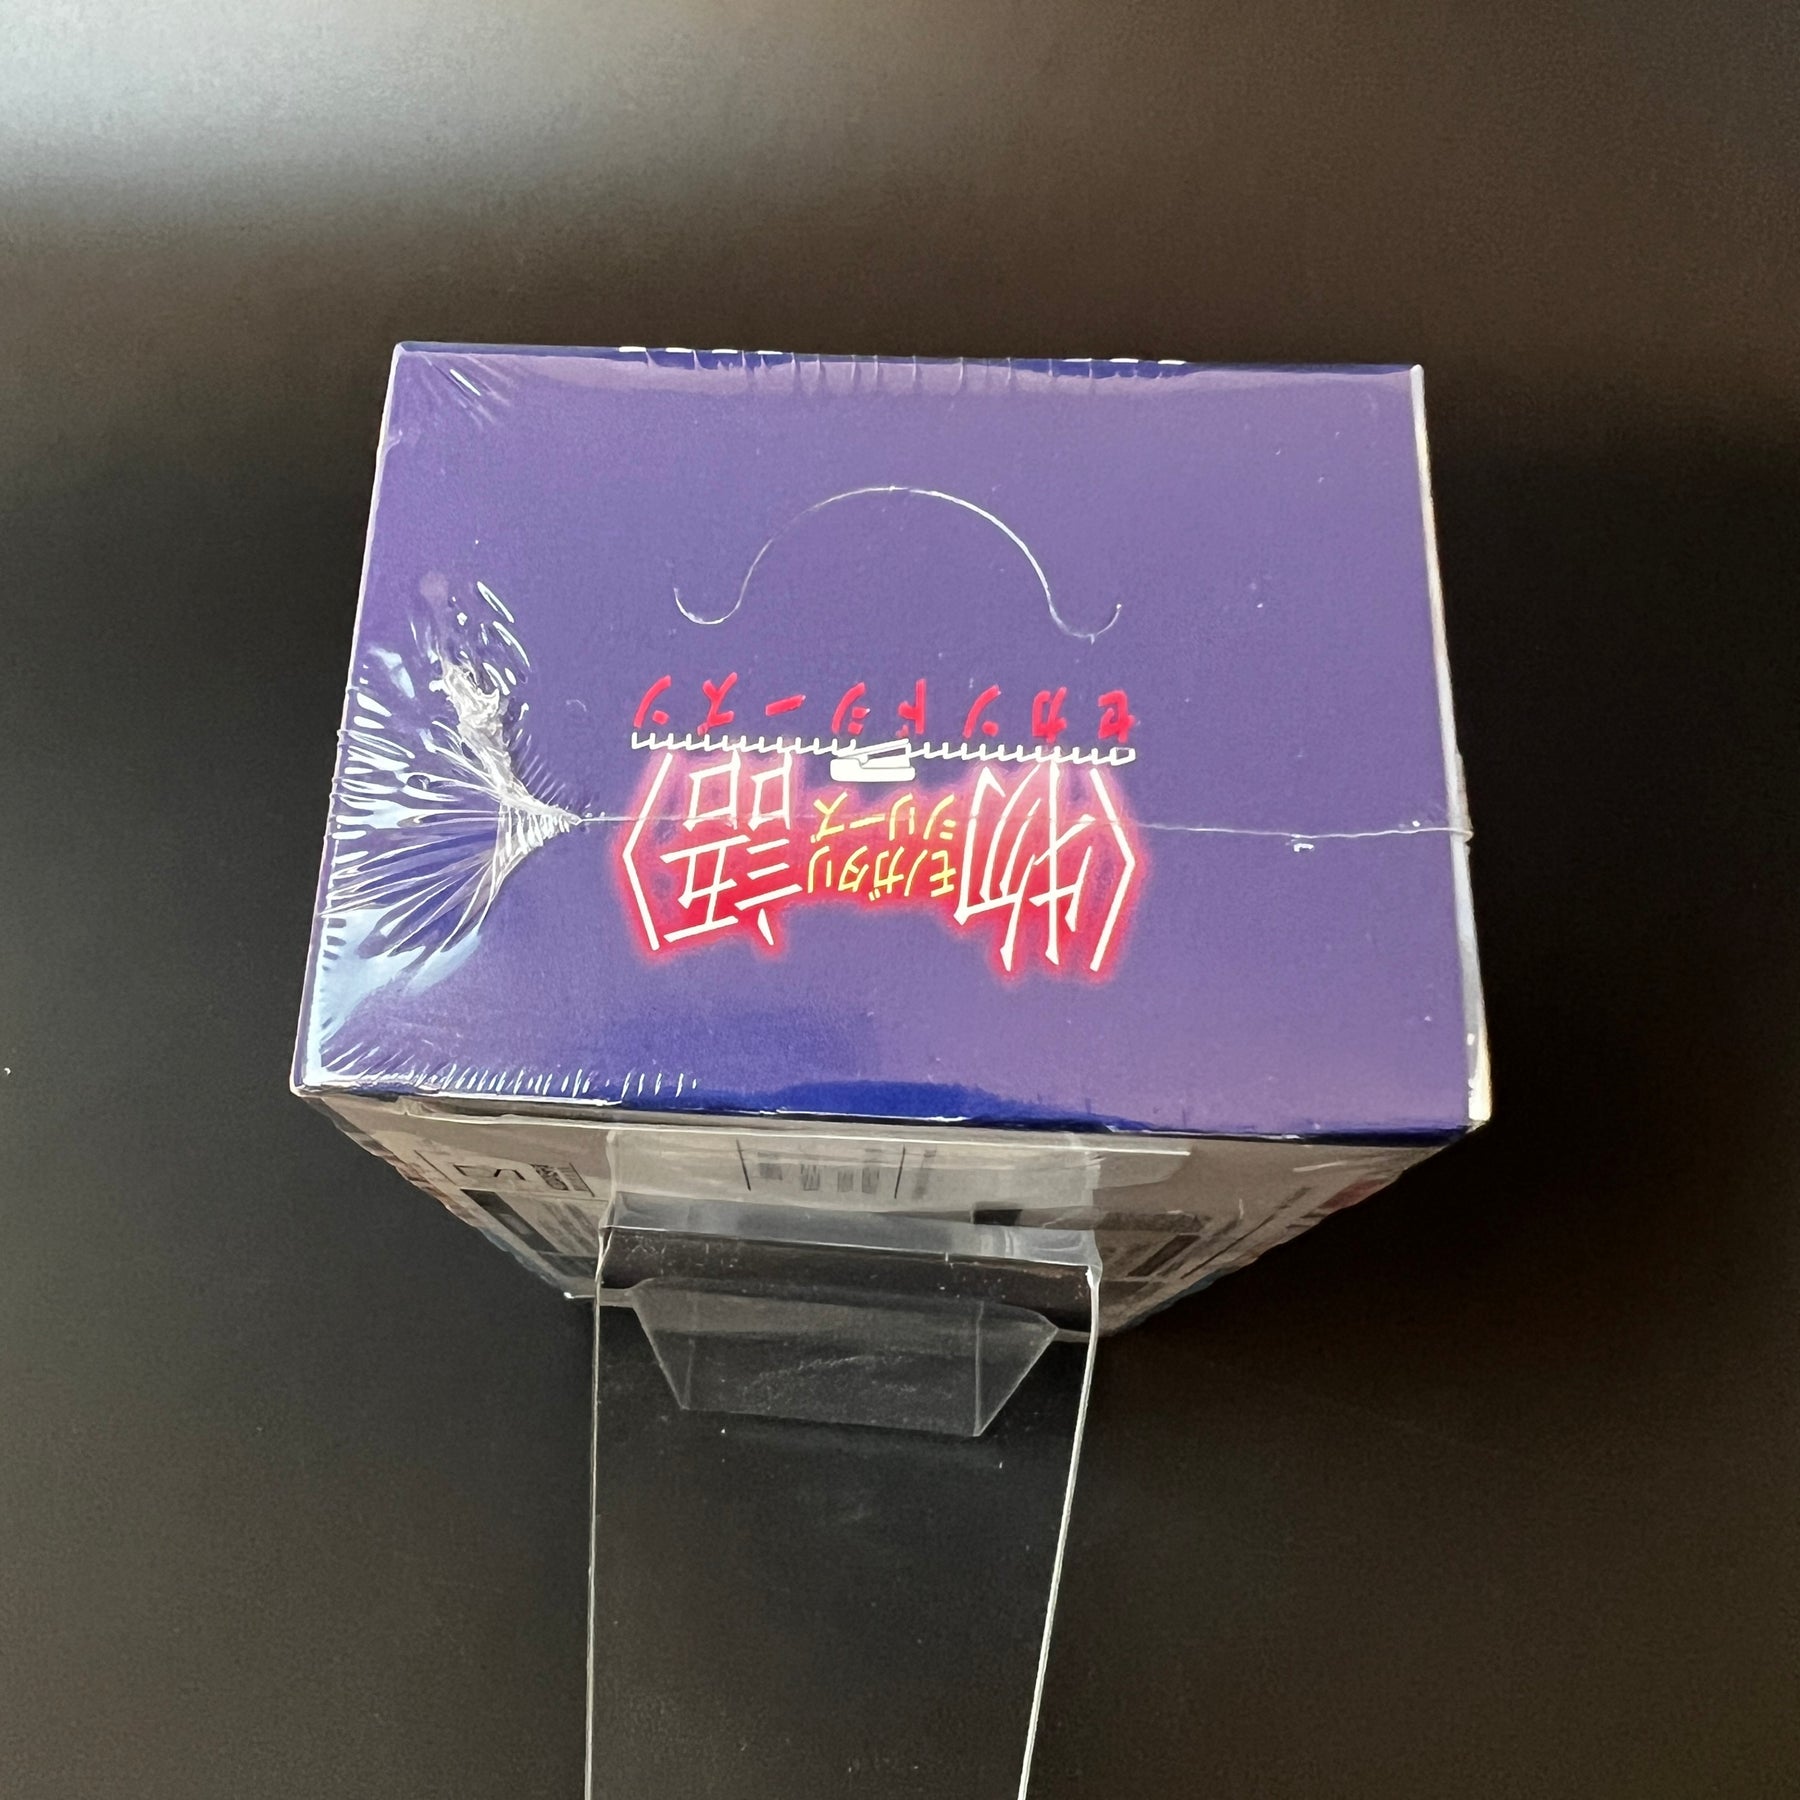 〈物語〉
モノガタリ
シリーズ
セカンドシーズン